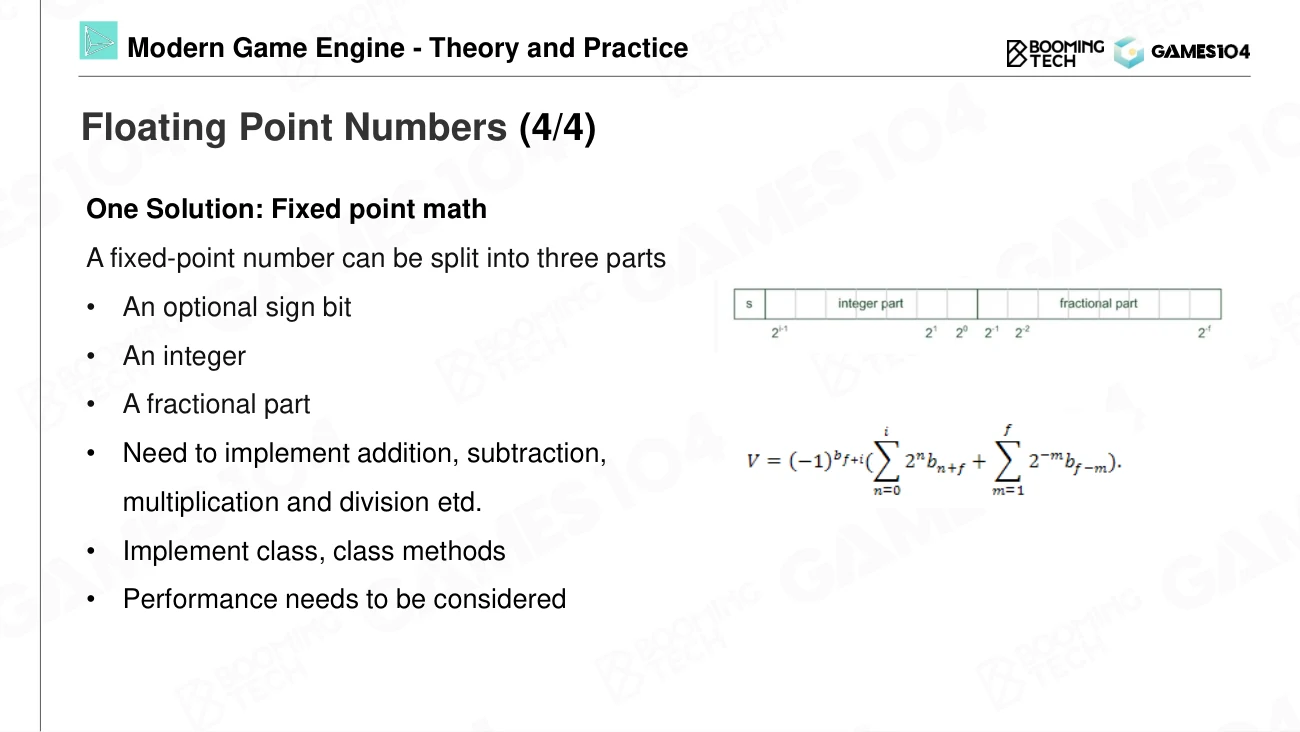 Modern Game Engine - Theory and Practice
BOOMING
TECH
GAMES104
Floating Point Numbers (4/4)
One Solution: Fixed point math
A fixed-point number can be split into three parts
• An optional sign bit
• An integer
• A fractional part
• Need to implement addition, subtraction,
multiplication and division etd.
• Implement class, class methods
• Performance needs to be considered
s integer part fractional part
2^{i-1} 2^1 2^0 2^{-1} 2^{-2} 2^{-f}
V = (−1)^{b_{f+i}}(∑_{n=0}^{i} 2^n b_{n+f} + ∑_{m=1}^{f} 2^{−m} b_{f−m}).